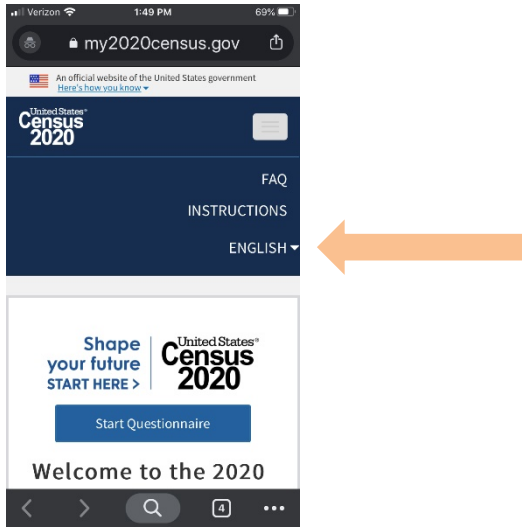 Verizon 1:49 PM 69%
my2020census.gov
An official website of the United States government
Here's how you know
United States®
Census
2020
FAQ
INSTRUCTIONS
ENGLISH
Shape
your future
START HERE >
United States®
Census
2020
Start Questionnaire
Welcome to the 2020
4